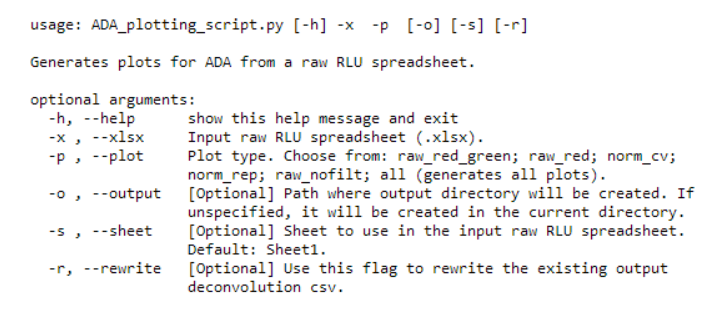 usage: ADA_plotting_script.py [-h] -x  -p  [-o] [-s] [-r]
Generates plots for ADA from a raw RLU spreadsheet.
optional arguments:
-h, --help show this help message and exit
-x , --xlsx Input raw RLU spreadsheet (.xlsx).
-p , --plot Plot type. Choose from: raw_red_green; raw_red; norm_cv;
norm_rep; raw_nofilt; all (generates all plots).
-o , --output [Optional] Path where output directory will be created. If
unspecified, it will be created in the current directory.
-s , --sheet [Optional] Sheet to use in the input raw RLU spreadsheet.
Default: Sheet1.
-r, --rewrite [Optional] Use this flag to rewrite the existing output
deconvolution csv.